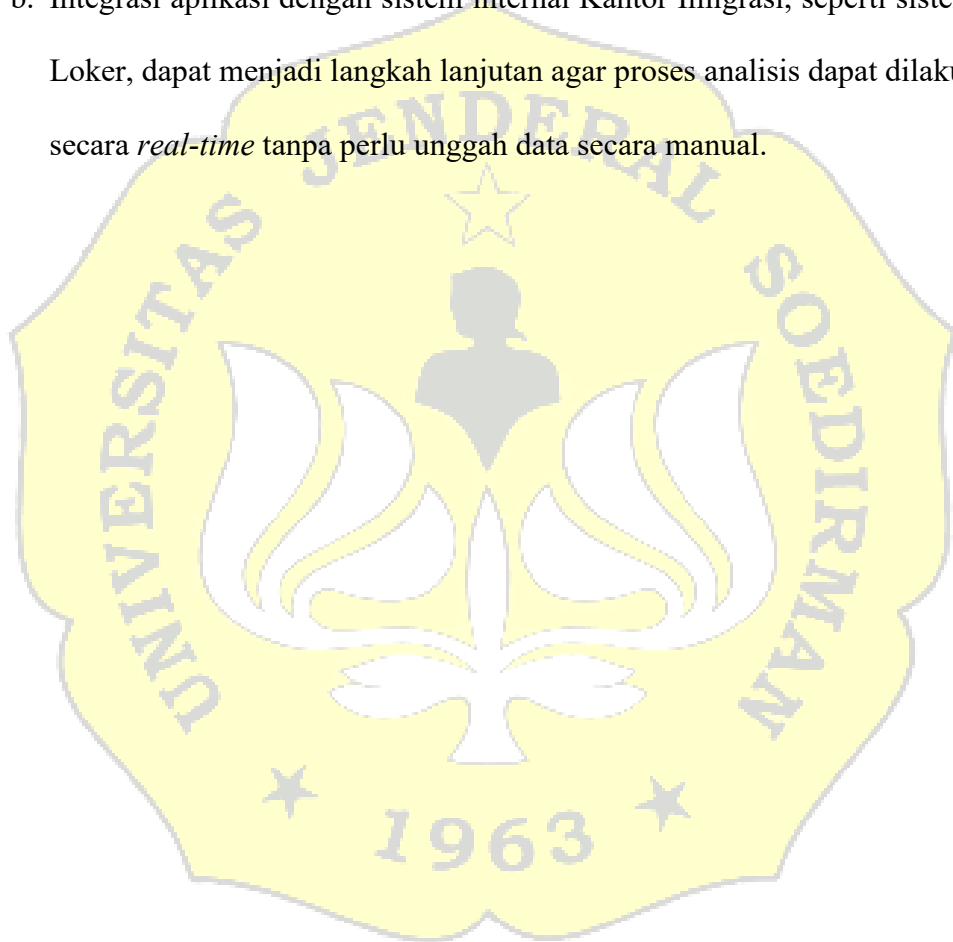 b. Integrasi aplikasi dengan sistem internal Kantor Imigrasi, seperti
Loker, dapat menjadi langkah lanjutan agar proses analisis dapat
secara real-time tanpa perlu unggah data secara manual.
UNIVERSITAS JENDERAL SOEDIRMAN
1963